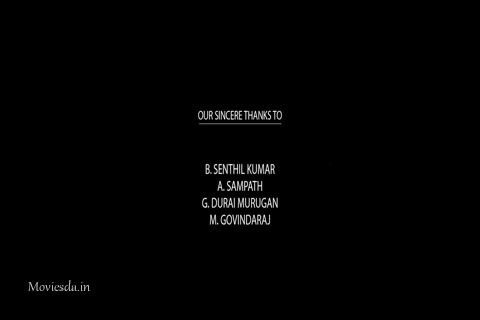 OUR SINCERE THANKS TO
B. SENTHIL KUMAR
A. SAMPATH
G. DURAI MURUGAN
M. GOVINDARAJ
Moviesda.in